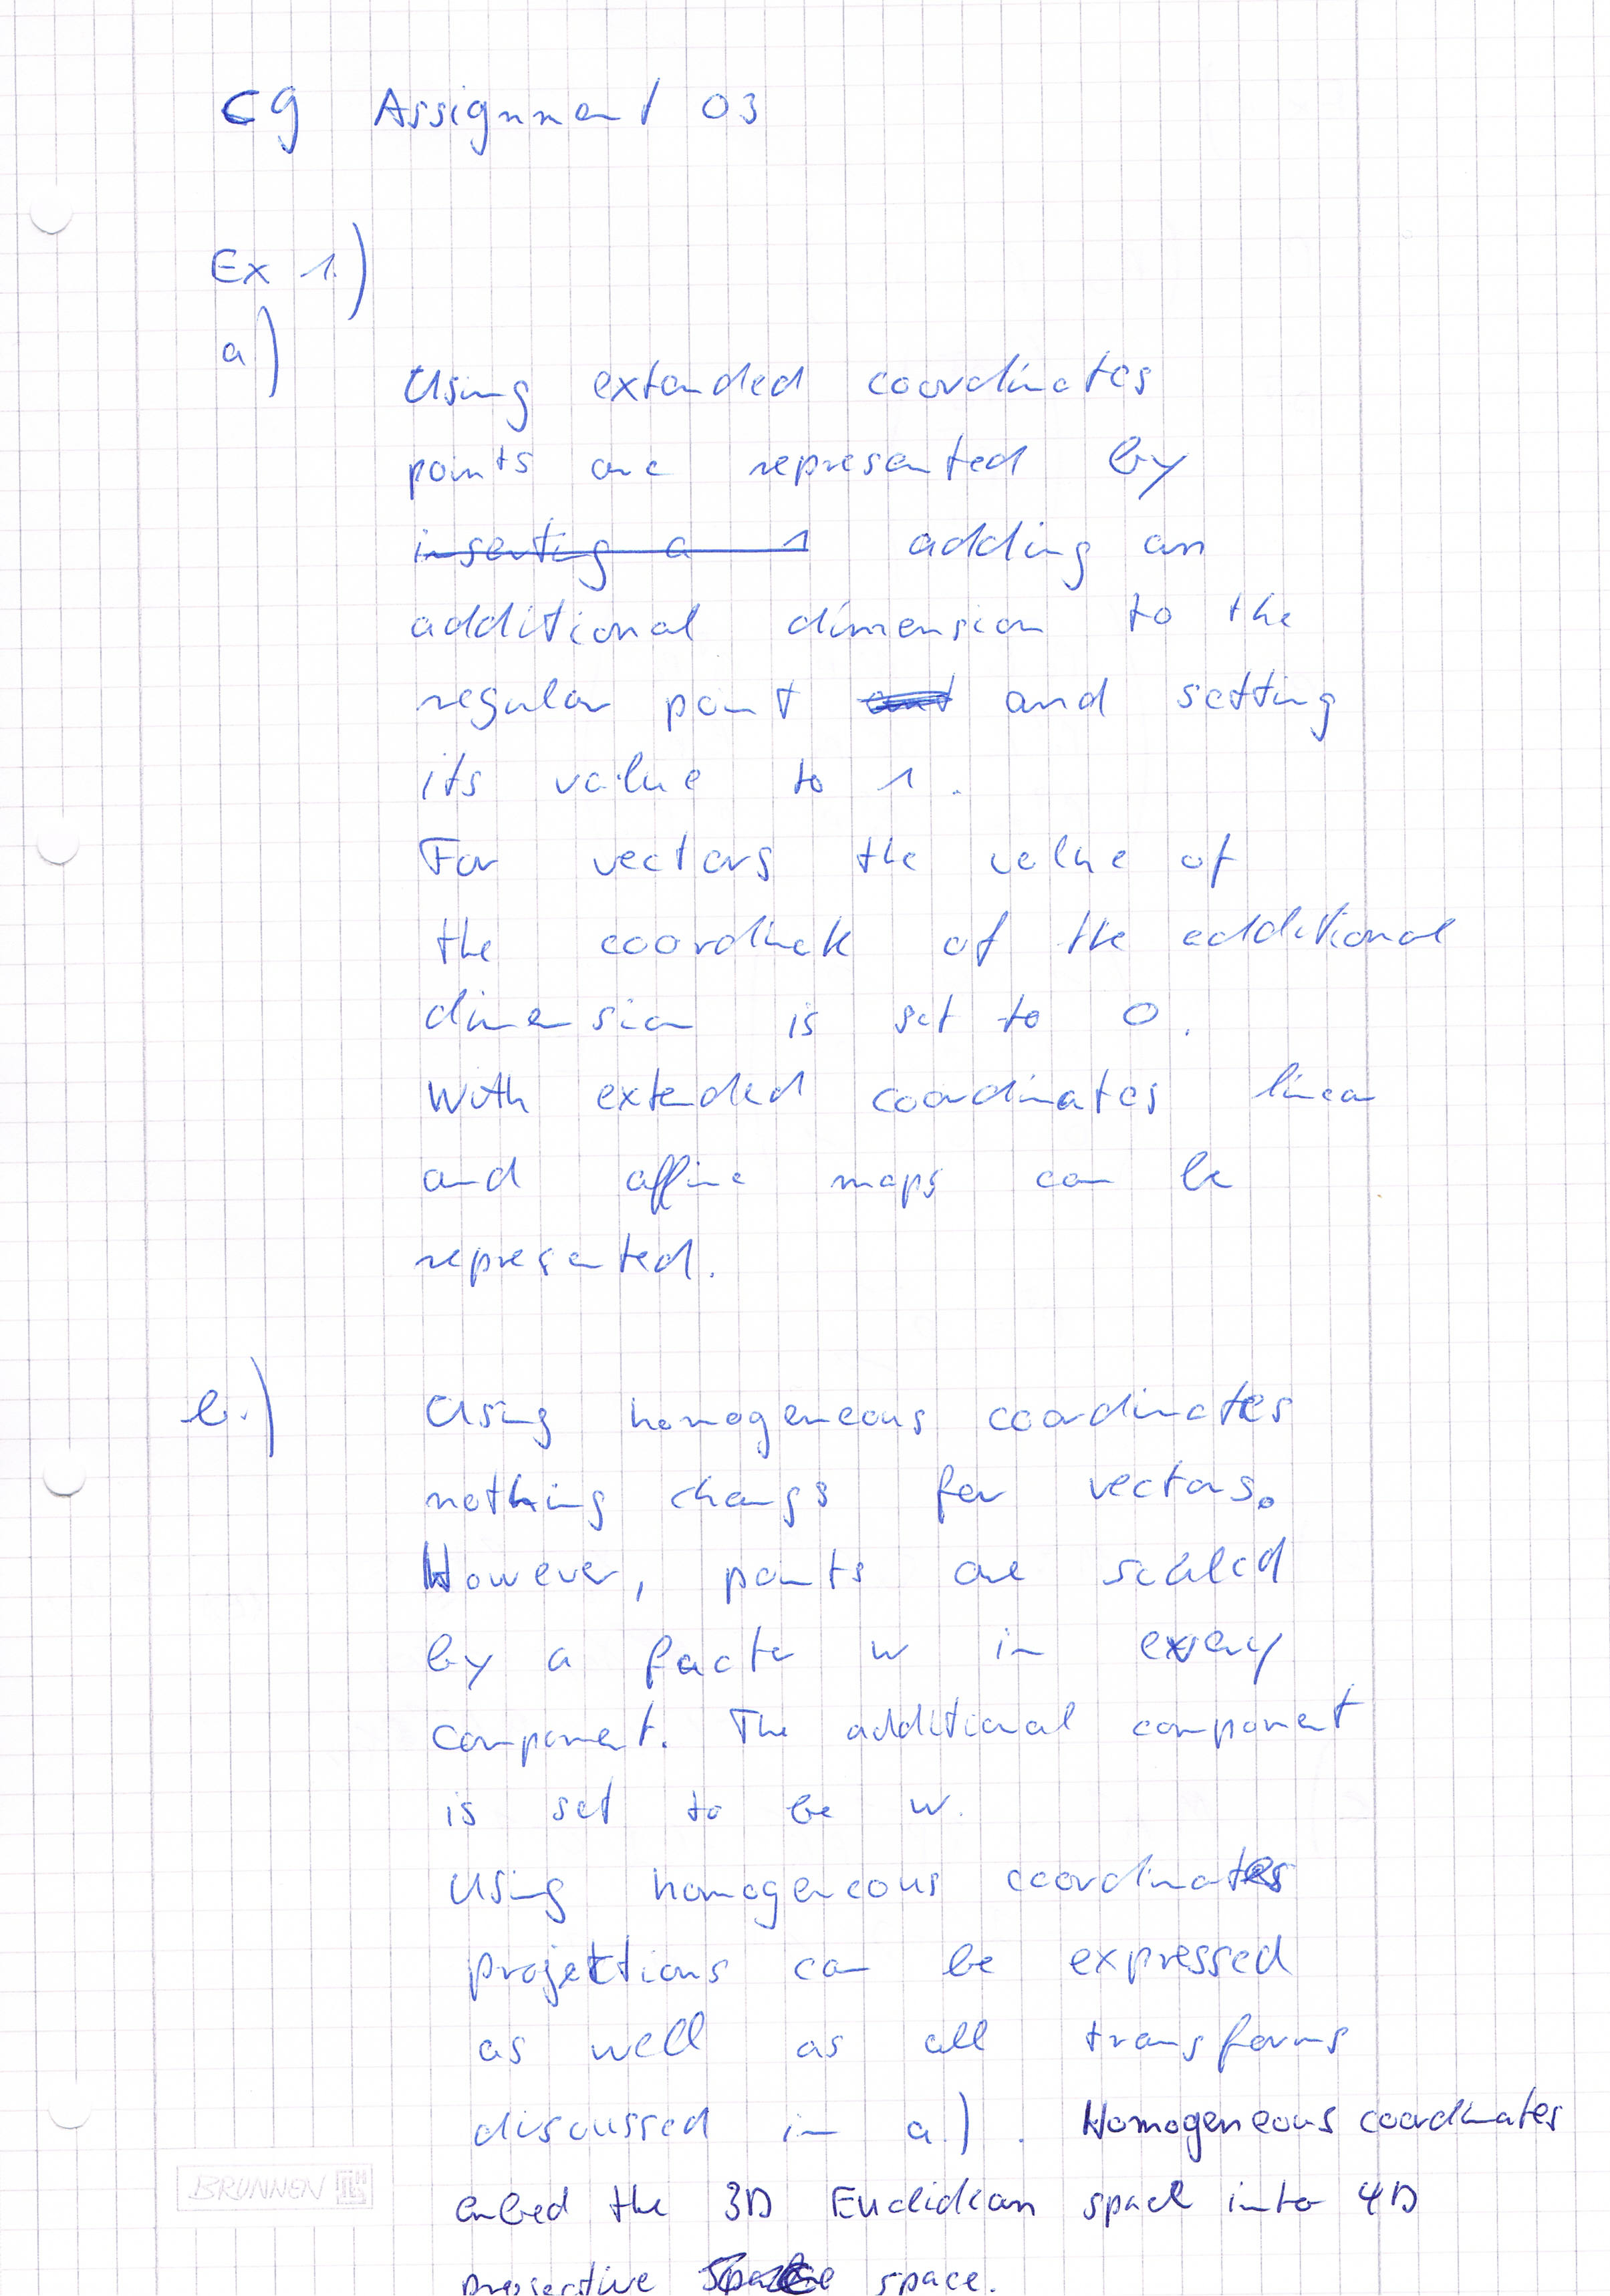 CG Assignment 03
Ex 1.)
a)
Using extended coordinates
points are represented by
inserting a 1 adding an
additional dimension to the
regular point and setting
its value to 1.
For vectors the value of
the coordinate of the additional
dimension is set to 0.
With extended coordinates linear
and affine maps can be
represented.
b.)
Using homogeneous coordinates
nothing changs for vectors.
However, points are scaled
by a factor w in every
component. The additional component
is set to be w.
Using homogeneous coordinates
projections can be expressed
as well as all transforms
discussed in a.). Homogeneous coordinates
embed the 3D Euclidean space into 4D
BRUNNEN
projective space.